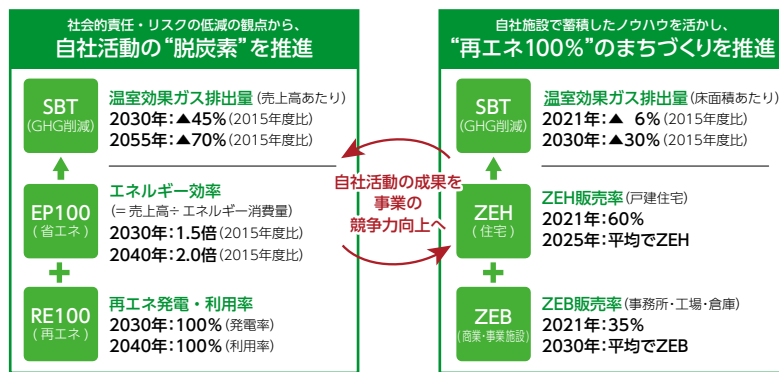 社会的責任・リスクの低減の観点から、
自社活動の“脱炭素”を推進
SBT
(GHG削減)
温室効果ガス排出量(売上高あたり)
2030年:▲45%(2015年度比)
2055年:▲70%(2015年度比)
EP100
(省エネ)
エネルギー効率
(=売上高÷エネルギー消費量)
2030年:1.5倍(2015年度比)
2040年:2.0倍(2015年度比)
RE100
(再エネ)
再エネ発電・利用率
2030年:100%(発電率)
2040年:100%(利用率)
自社活動の成果を
事業の
競争力向上へ
自社施設で蓄積したノウハウを活かし、
“再エネ100%”のまちづくりを推進
SBT
(GHG削減)
温室効果ガス排出量(床面積あたり)
2021年:▲ 6%(2015年度比)
2030年:▲30%(2015年度比)
ZEH
(住宅)
ZEH販売率(戸建住宅)
2021年:60%
2025年:平均でZEH
ZEB
(商業・事業施設)
ZEB販売率(事務所・工場・倉庫)
2021年:35%
2030年:平均でZEB